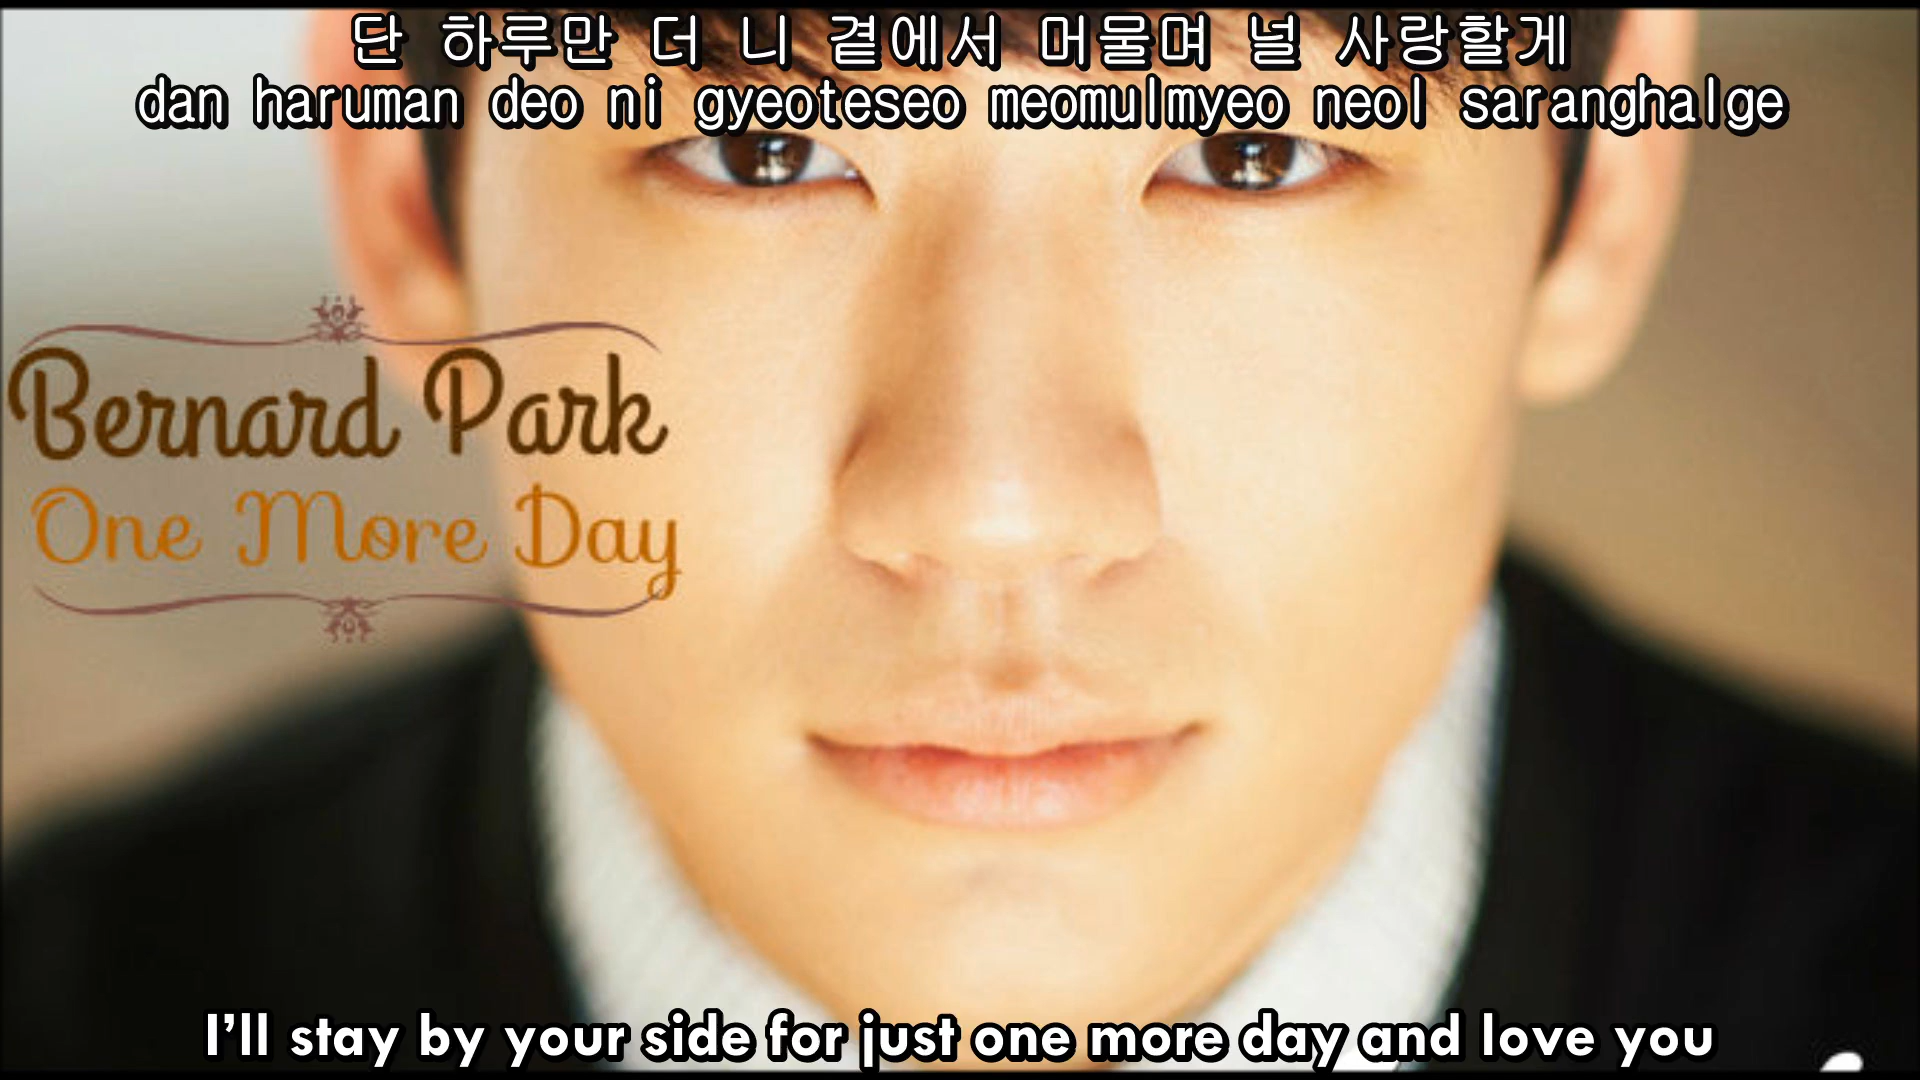 단 하루만 더 니 곁에서 머물며 널 사랑할게
dan haruman deo ni gyeoteseo meomulmyeo neol saranghalge
Bernard Park
One More Day
I'll stay by your side for just one more day and love you